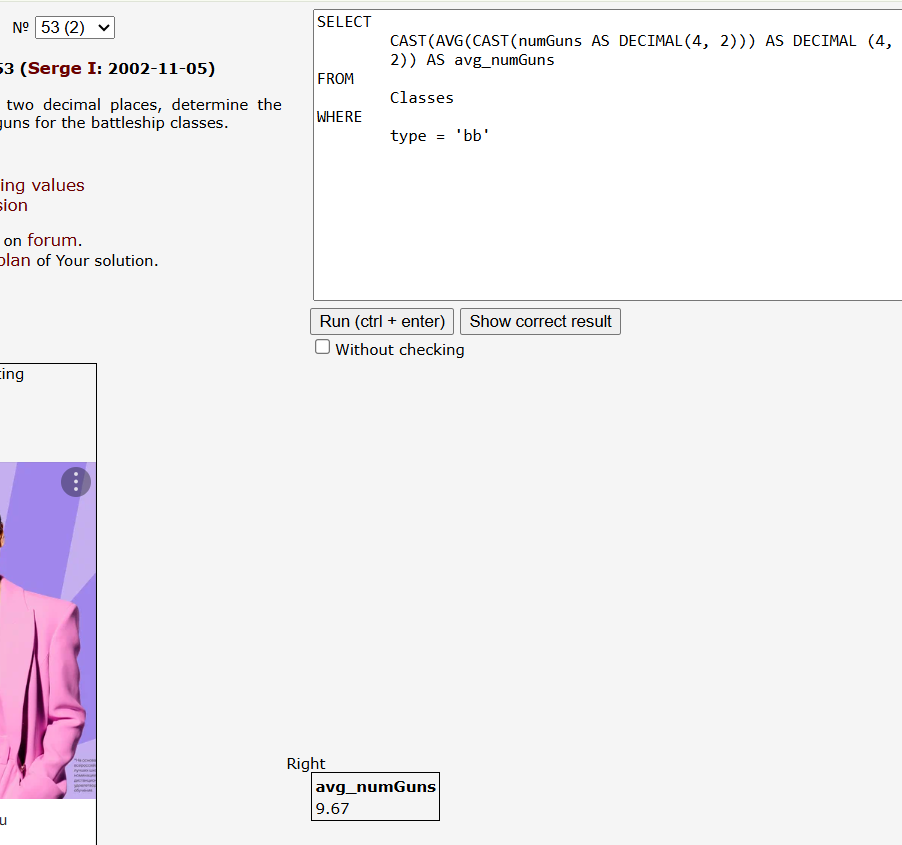 Nº 53 (2)
53 (Serge I: 2002-11-05)
two decimal places, determine the
guns for the battleship classes.
ing values
sion
on forum.
plan of Your solution.
SELECT
CAST(AVG(CAST(numGuns AS DECIMAL(4, 2))) AS DECIMAL (4,
2)) AS avg_numGuns
FROM
Classes
WHERE
type = 'bb'
Run (ctrl + enter) Show correct result
Without checking
ting
u
Right
avg_numGuns
9.67